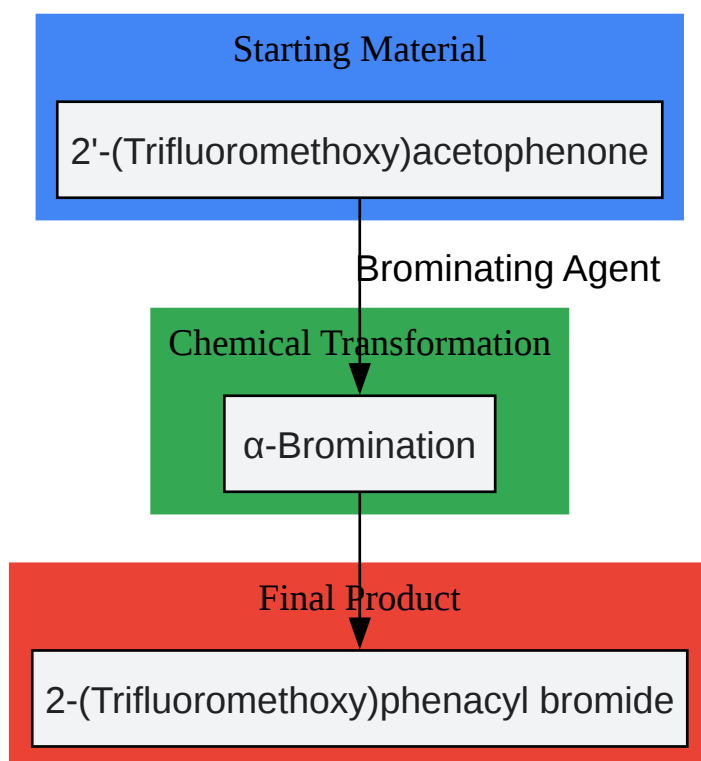 Starting Material
2'-(Trifluoromethoxy)acetophenone
Brominating Agent
Chemical Transformation
α-Bromination
Final Product
2-(Trifluoromethoxy)phenacyl bromide